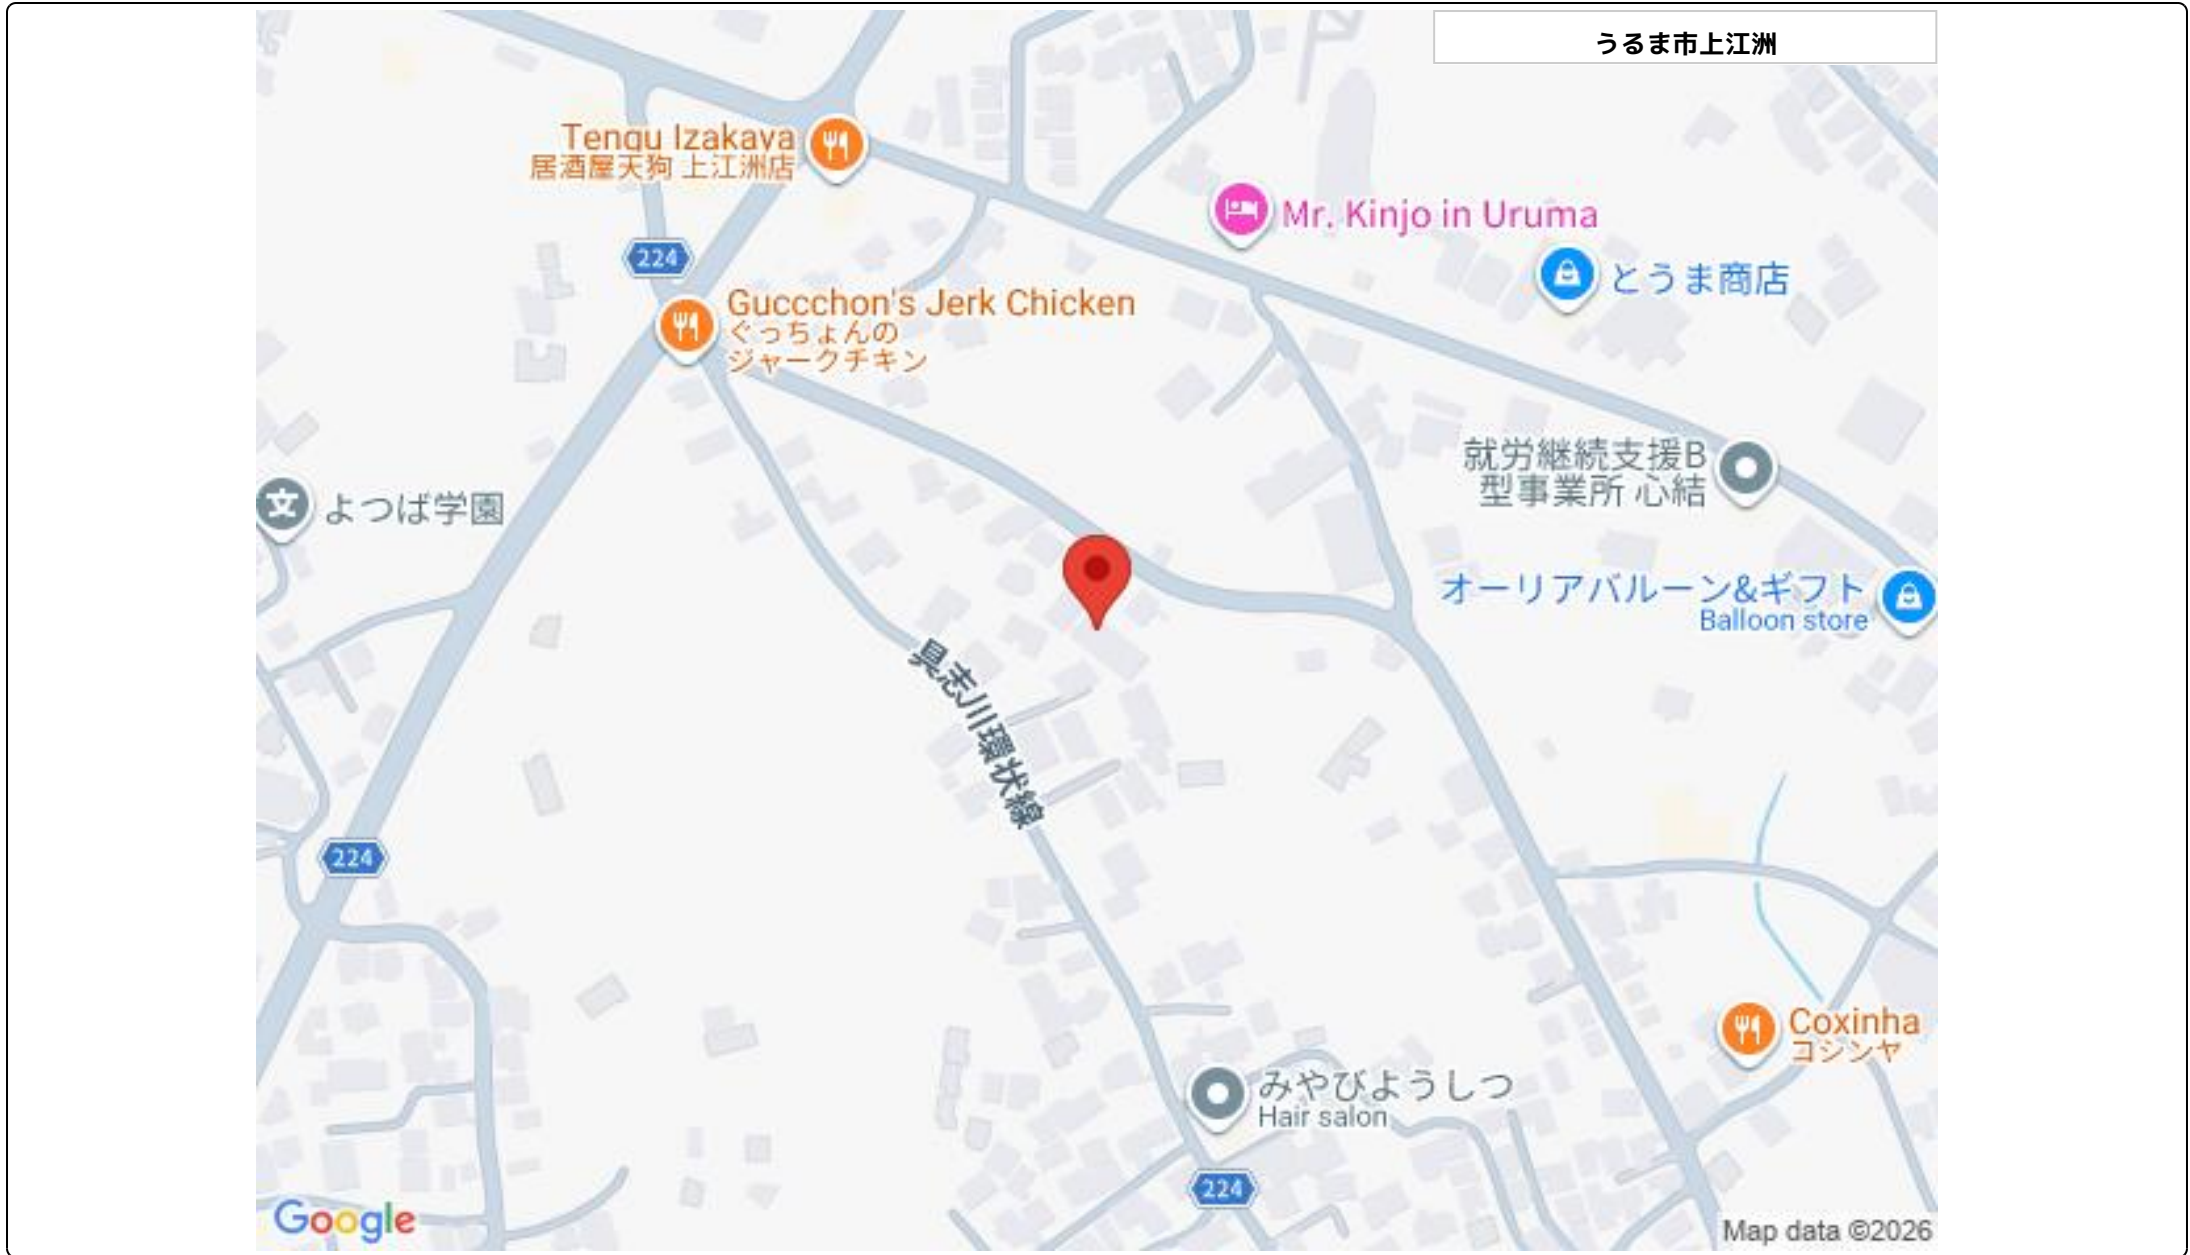 うるま市上江洲
Tengu Izakaya
居酒屋天狗 上江洲店
Mr. Kinjo in Uruma
224
とうま商店
Guccchon's Jerk Chicken
ぐっちょんの
ジャークチキン
就労継続支援B
型事業所 心結
よつば学園
オーリアバルーン&ギフト
Balloon store
具志川環状線
224
Coxinha
コシンヤ
みやびようしつ
Hair salon
224
Google
Map data ©2026